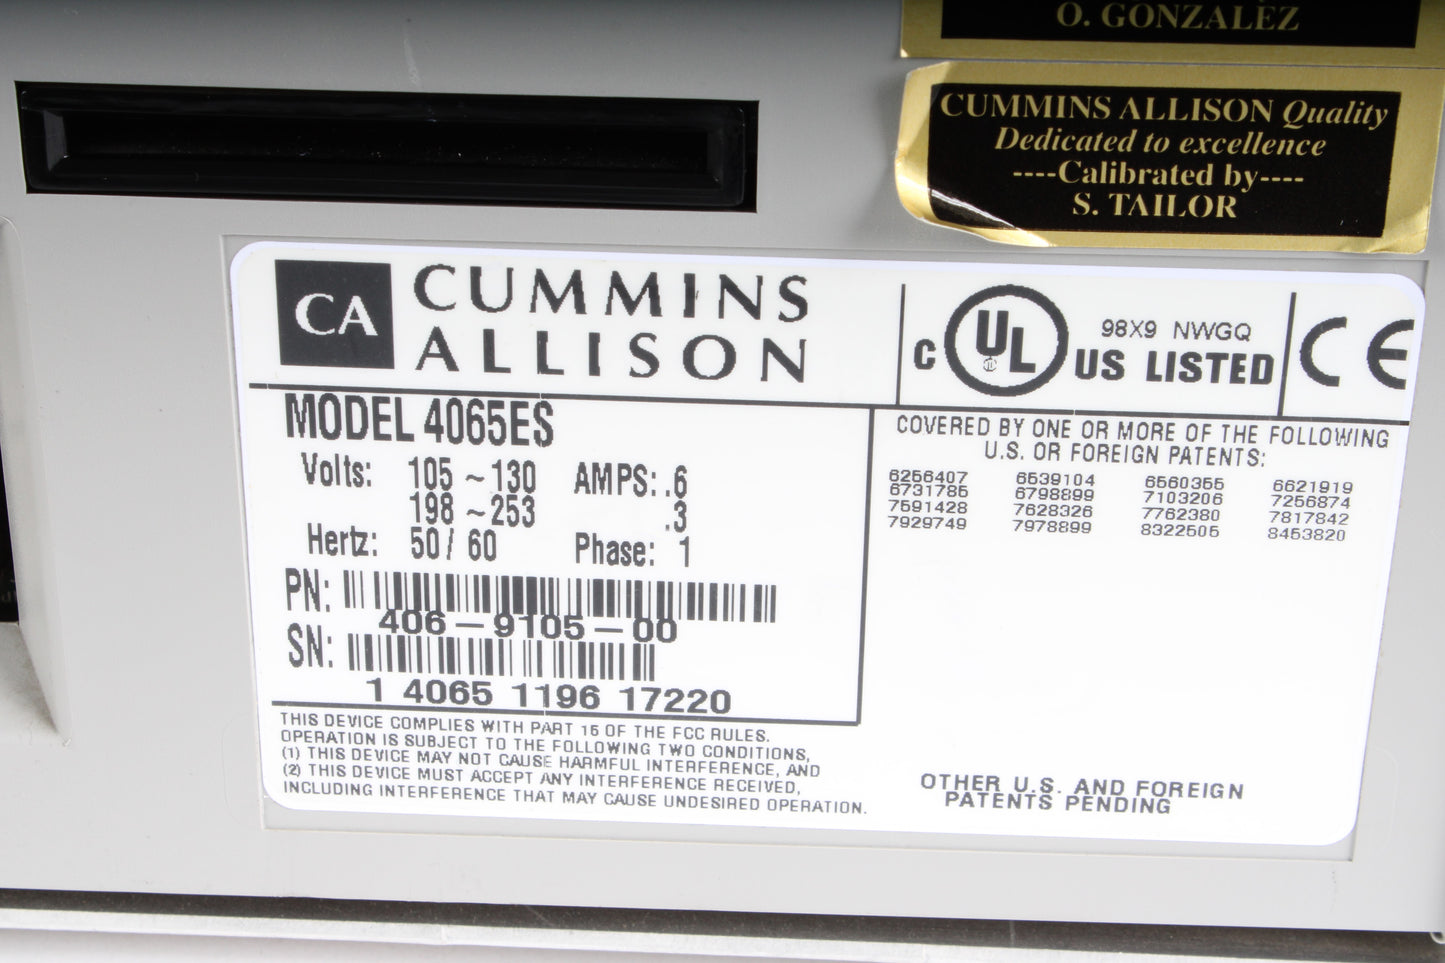 O. GONZALEZ
CUMMINS ALLISON Quality
Dedicated to excellence
----Calibrated by----
S. TAILOR
CA
CUMMINS
ALLISON
C UL US LISTED
98X9 NWGQ
CE
MODEL 4065ES
Volts: 105 ~ 130 AMPS: .6
198 ~ 253 .3
Hertz: 50 / 60 Phase: 1
PN:
406-9105-00
SN:
1 4065 1196 17220
THIS DEVICE COMPLIES WITH PART 15 OF THE FCC RULES.
OPERATION IS SUBJECT TO THE FOLLOWING TWO CONDITIONS,
(1) THIS DEVICE MAY NOT CAUSE HARMFUL INTERFERENCE, AND
(2) THIS DEVICE MUST ACCEPT ANY INTERFERENCE RECEIVED,
INCLUDING INTERFERENCE THAT MAY CAUSE UNDESIRED OPERATION.
COVERED BY ONE OR MORE OF THE FOLLOWING
U.S. OR FOREIGN PATENTS:
6256407 6539104 6560355 6621919
6731785 6798899 7103206 7256874
7591428 7628326 7762380 7817842
7929749 7978899 8322505 8453820
OTHER U.S. AND FOREIGN
PATENTS PENDING